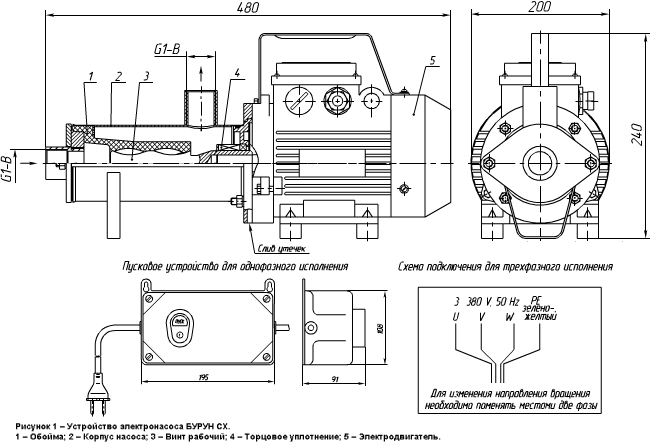 480
200
G1-B
1
2
3
4
5
G1-B
240
Слив утечек
Пусковое устройство для однофазного исполнения
Схема подключения для трехфазного исполнения
108
195
91
3 380 V, 50 Hz PE
зелено-
желтый
U V W
Для изменения направления вращения
необходимо поменять местами две фазы
Рисунок 1 – Устройство электронасоса БУРУН СХ.
1 – Обойма; 2 – Корпус насоса; 3 – Винт рабочий; 4 – Торцовое уплотнение; 5 – Электродвигатель.